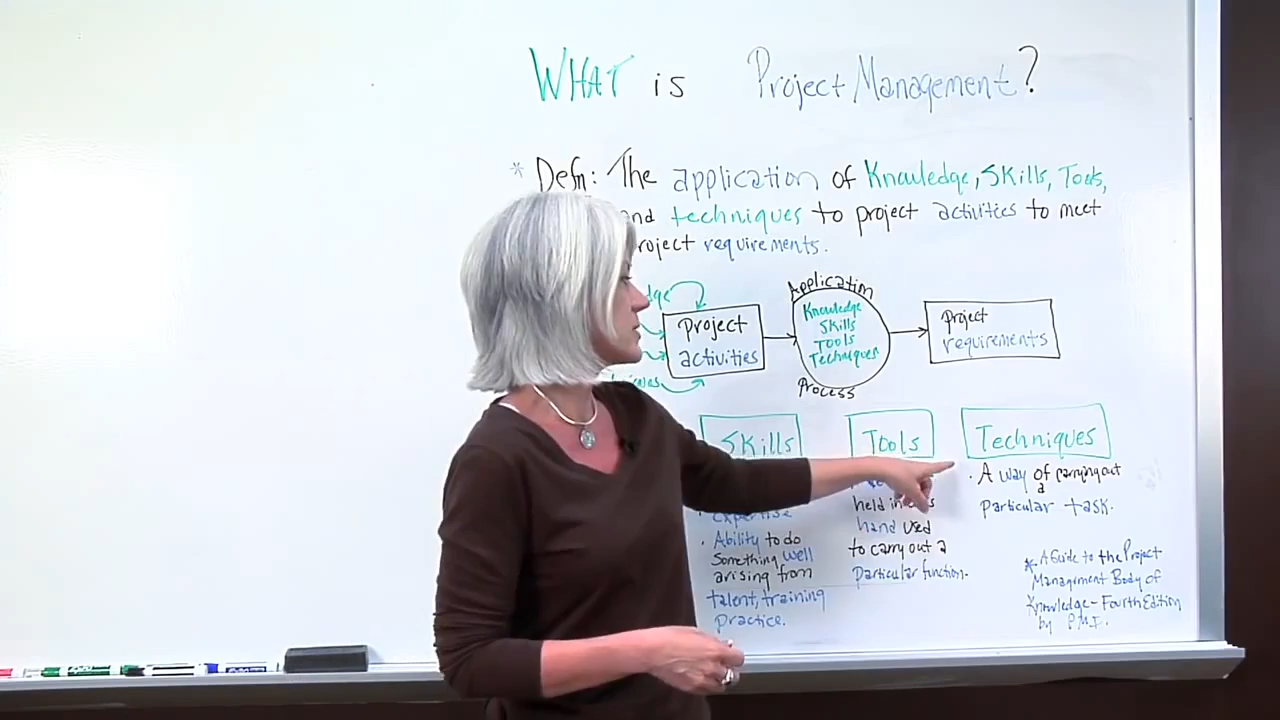 WHAT is Project Management?
* Defn: The application of Knowledge, Skills, Tools,
and techniques to project activities to meet
roject requirements.
Application
Knowledge
Skills
Tools
Techniques
Process
Project
activities
project
requirements
Skills
Expertise
· Ability to do
something well
arising from
talent, training
Practice.
Tools
held in
hand used
to carry out a
Particular function.
Techniques
· A way of a carrying out
particular task.
* A Guide to the Project
Management Body of
Knowledge - Fourth Edition
by P.M.I.